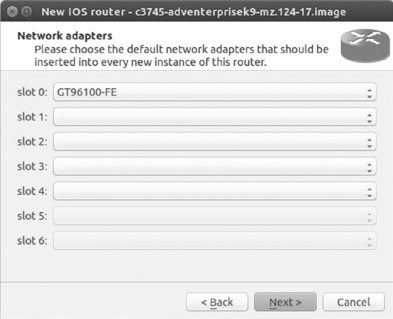 New IOS router - c3745-adventerprisek9-mz.124-17.image
Network adapters
Please choose the default network adapters that should be
inserted into every new instance of this router.
slot 0: GT96100-FE
slot 1:
slot 2:
slot 3:
slot 4:
slot 5:
slot 6:
< Back Next > Cancel